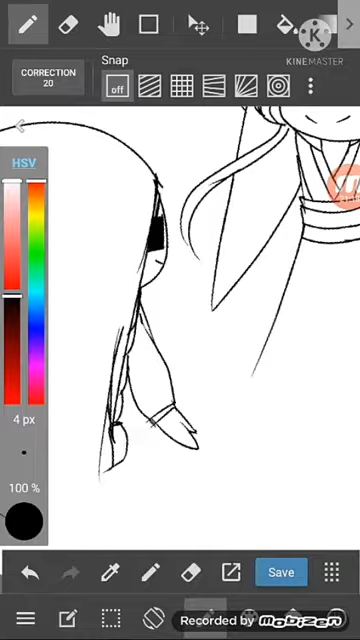 KINEMASTER
CORRECTION
20
Snap
off
HSV
4 px
100 %
Save
Recorded by
MOBIZEN